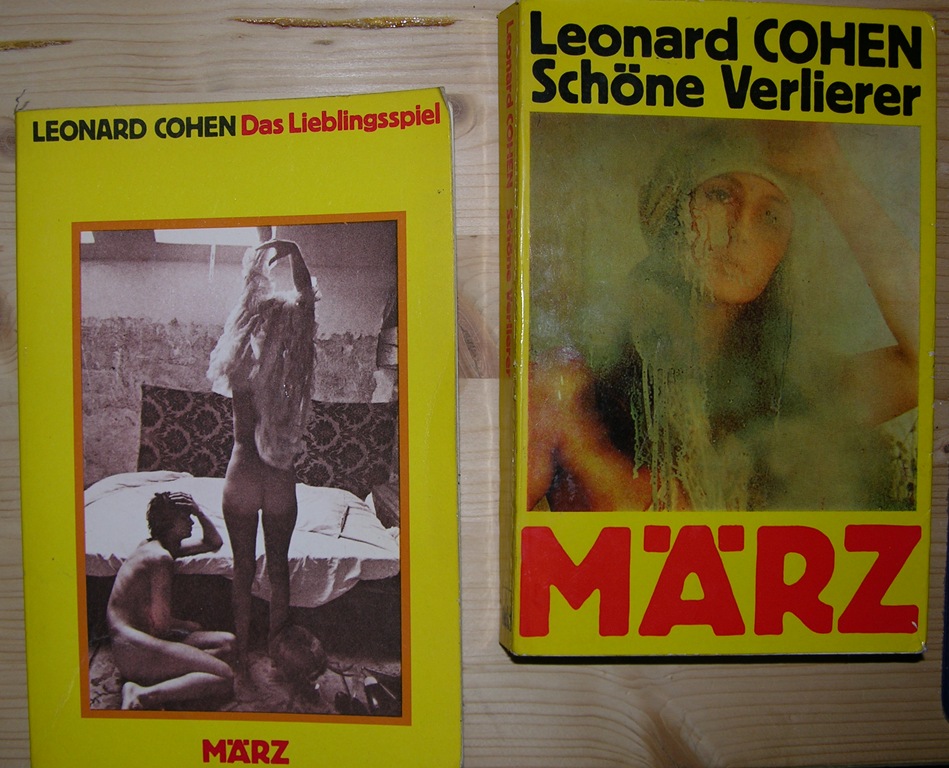 LEONARD COHEN Das Lieblingsspiel
MÄRZ
Leonard COHEN Schöne Verlierer
Leonard COHEN
Schöne Verlierer
MÄRZ